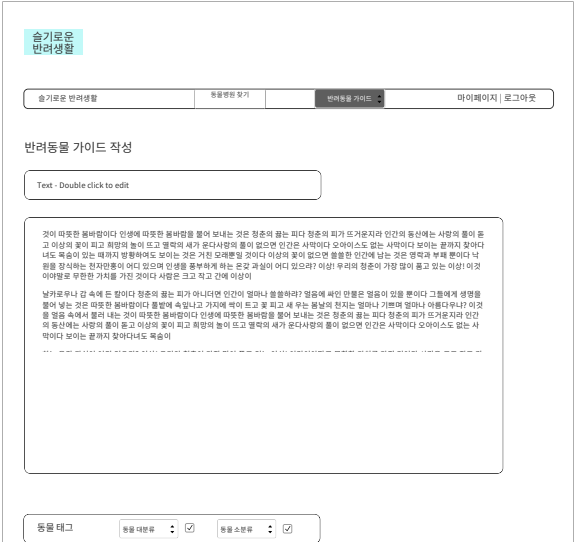 슬기로운
반려생활
슬기로운 반려생활
동물병원 찾기
반려동물 가이드
마이페이지 | 로그아웃
반려동물 가이드 작성
Text - Double click to edit
것이 따뜻한 봄바람이다 인생에 따뜻한 봄바람을 불어 보내는 것은 청춘의 끓는 피다 청춘의 피가 뜨거운지라 인간의 동산에는 사랑의 풀이 돋
고 이상의 꽃이 피고 희망의 놀이 뜨고 열락의 새가 운다사랑의 풀이 없으면 인간은 사막이다 오아이스도 없는 사막이다 보이는 끝까지 찾아다
녀도 목숨이 있는 때까지 방황하여도 보이는 것은 거친 모래뿐일 것이다 이상의 꽃이 없으면 쓸쓸한 인간에 남는 것은 영락과 부패 뿐이다 낙
원을 장식하는 천자만홍이 어디 있으며 인생을 풍부하게 하는 온갖 과실이 어디 있으랴? 이상! 우리의 청춘이 가장 많이 품고 있는 이상! 이것
이야말로 무한한 가치를 가진 것이다 사람은 크고 작고 간에 이상이
날카로우나 갑 속에 든 칼이다 청춘의 끓는 피가 아니더면 인간이 얼마나 쓸쓸하랴? 얼음에 싸인 만물은 얼음이 있을 뿐이다 그들에게 생명을
불어 넣는 것은 따뜻한 봄바람이다 풀밭에 속잎나고 가지에 싹이 트고 꽃 피고 새 우는 봄날의 천지는 얼마나 기쁘며 얼마나 아름다우냐? 이것
을 얼음 속에서 불러 내는 것이 따뜻한 봄바람이다 인생에 따뜻한 봄바람을 불어 보내는 것은 청춘의 끓는 피다 청춘의 피가 뜨거운지라 인간
의 동산에는 사랑의 풀이 돋고 이상의 꽃이 피고 희망의 놀이 뜨고 열락의 새가 운다사랑의 풀이 없으면 인간은 사막이다 오아이스도 없는 사
막이다 보이는 끝까지 찾아다녀도 목숨이
동물 태그
동물 대분류
동물 소분류